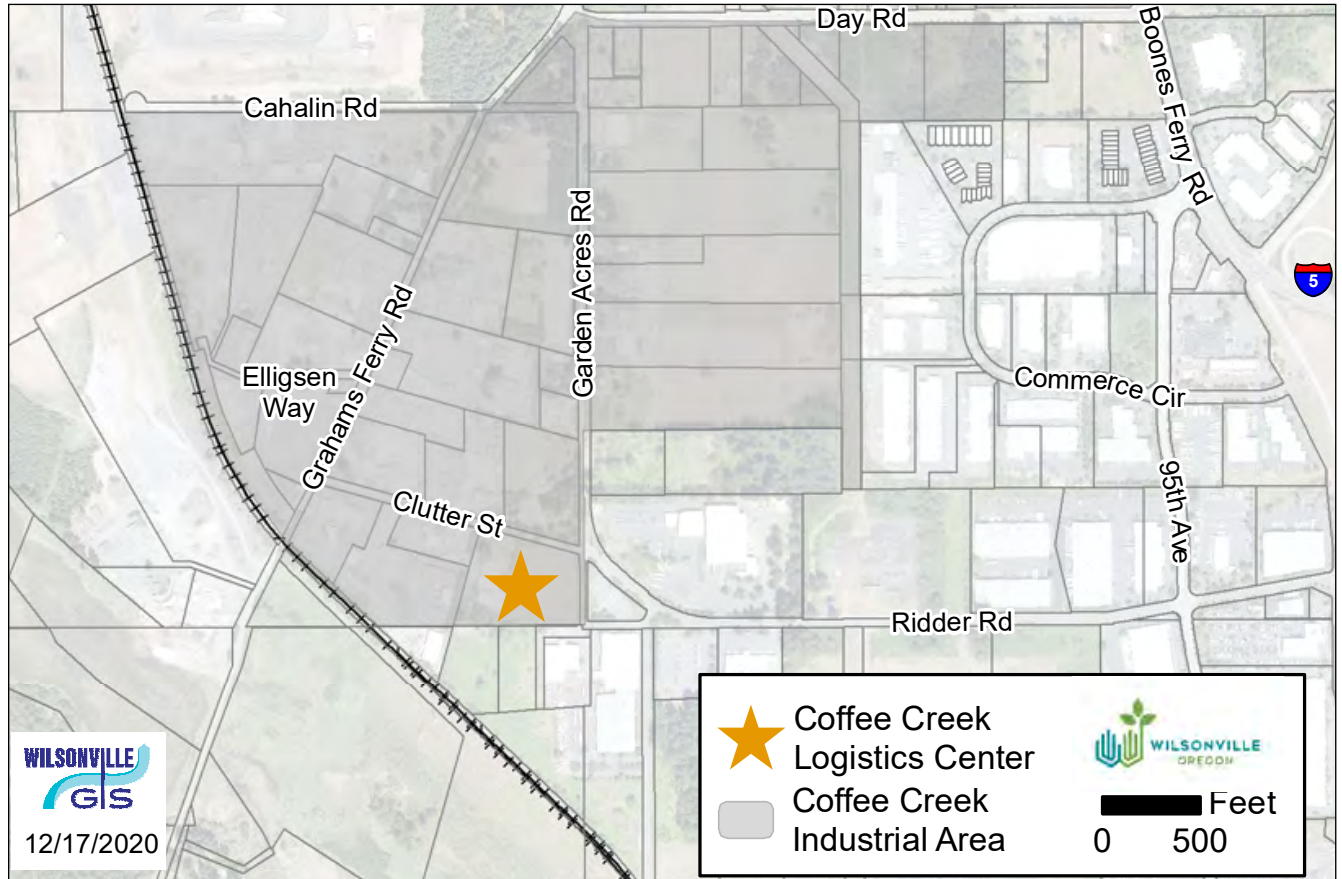 Day Rd
Boones Ferry Rd
Cahalin Rd
Garden Acres Rd
5
Grahams Ferry Rd
Elligsen
Way
Commerce Cir
Clutter St
95th Ave
Ridder Rd
Coffee Creek
Logistics Center
WILSONVILLE
OREGON
Coffee Creek
Industrial Area
Feet
0 500
WILSONVILLE
GIS
12/17/2020